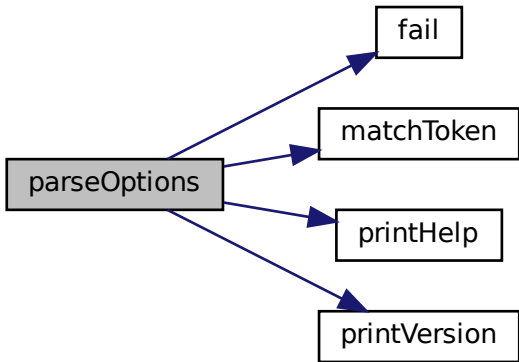 fail
matchToken
parseOptions
printHelp
printVersion